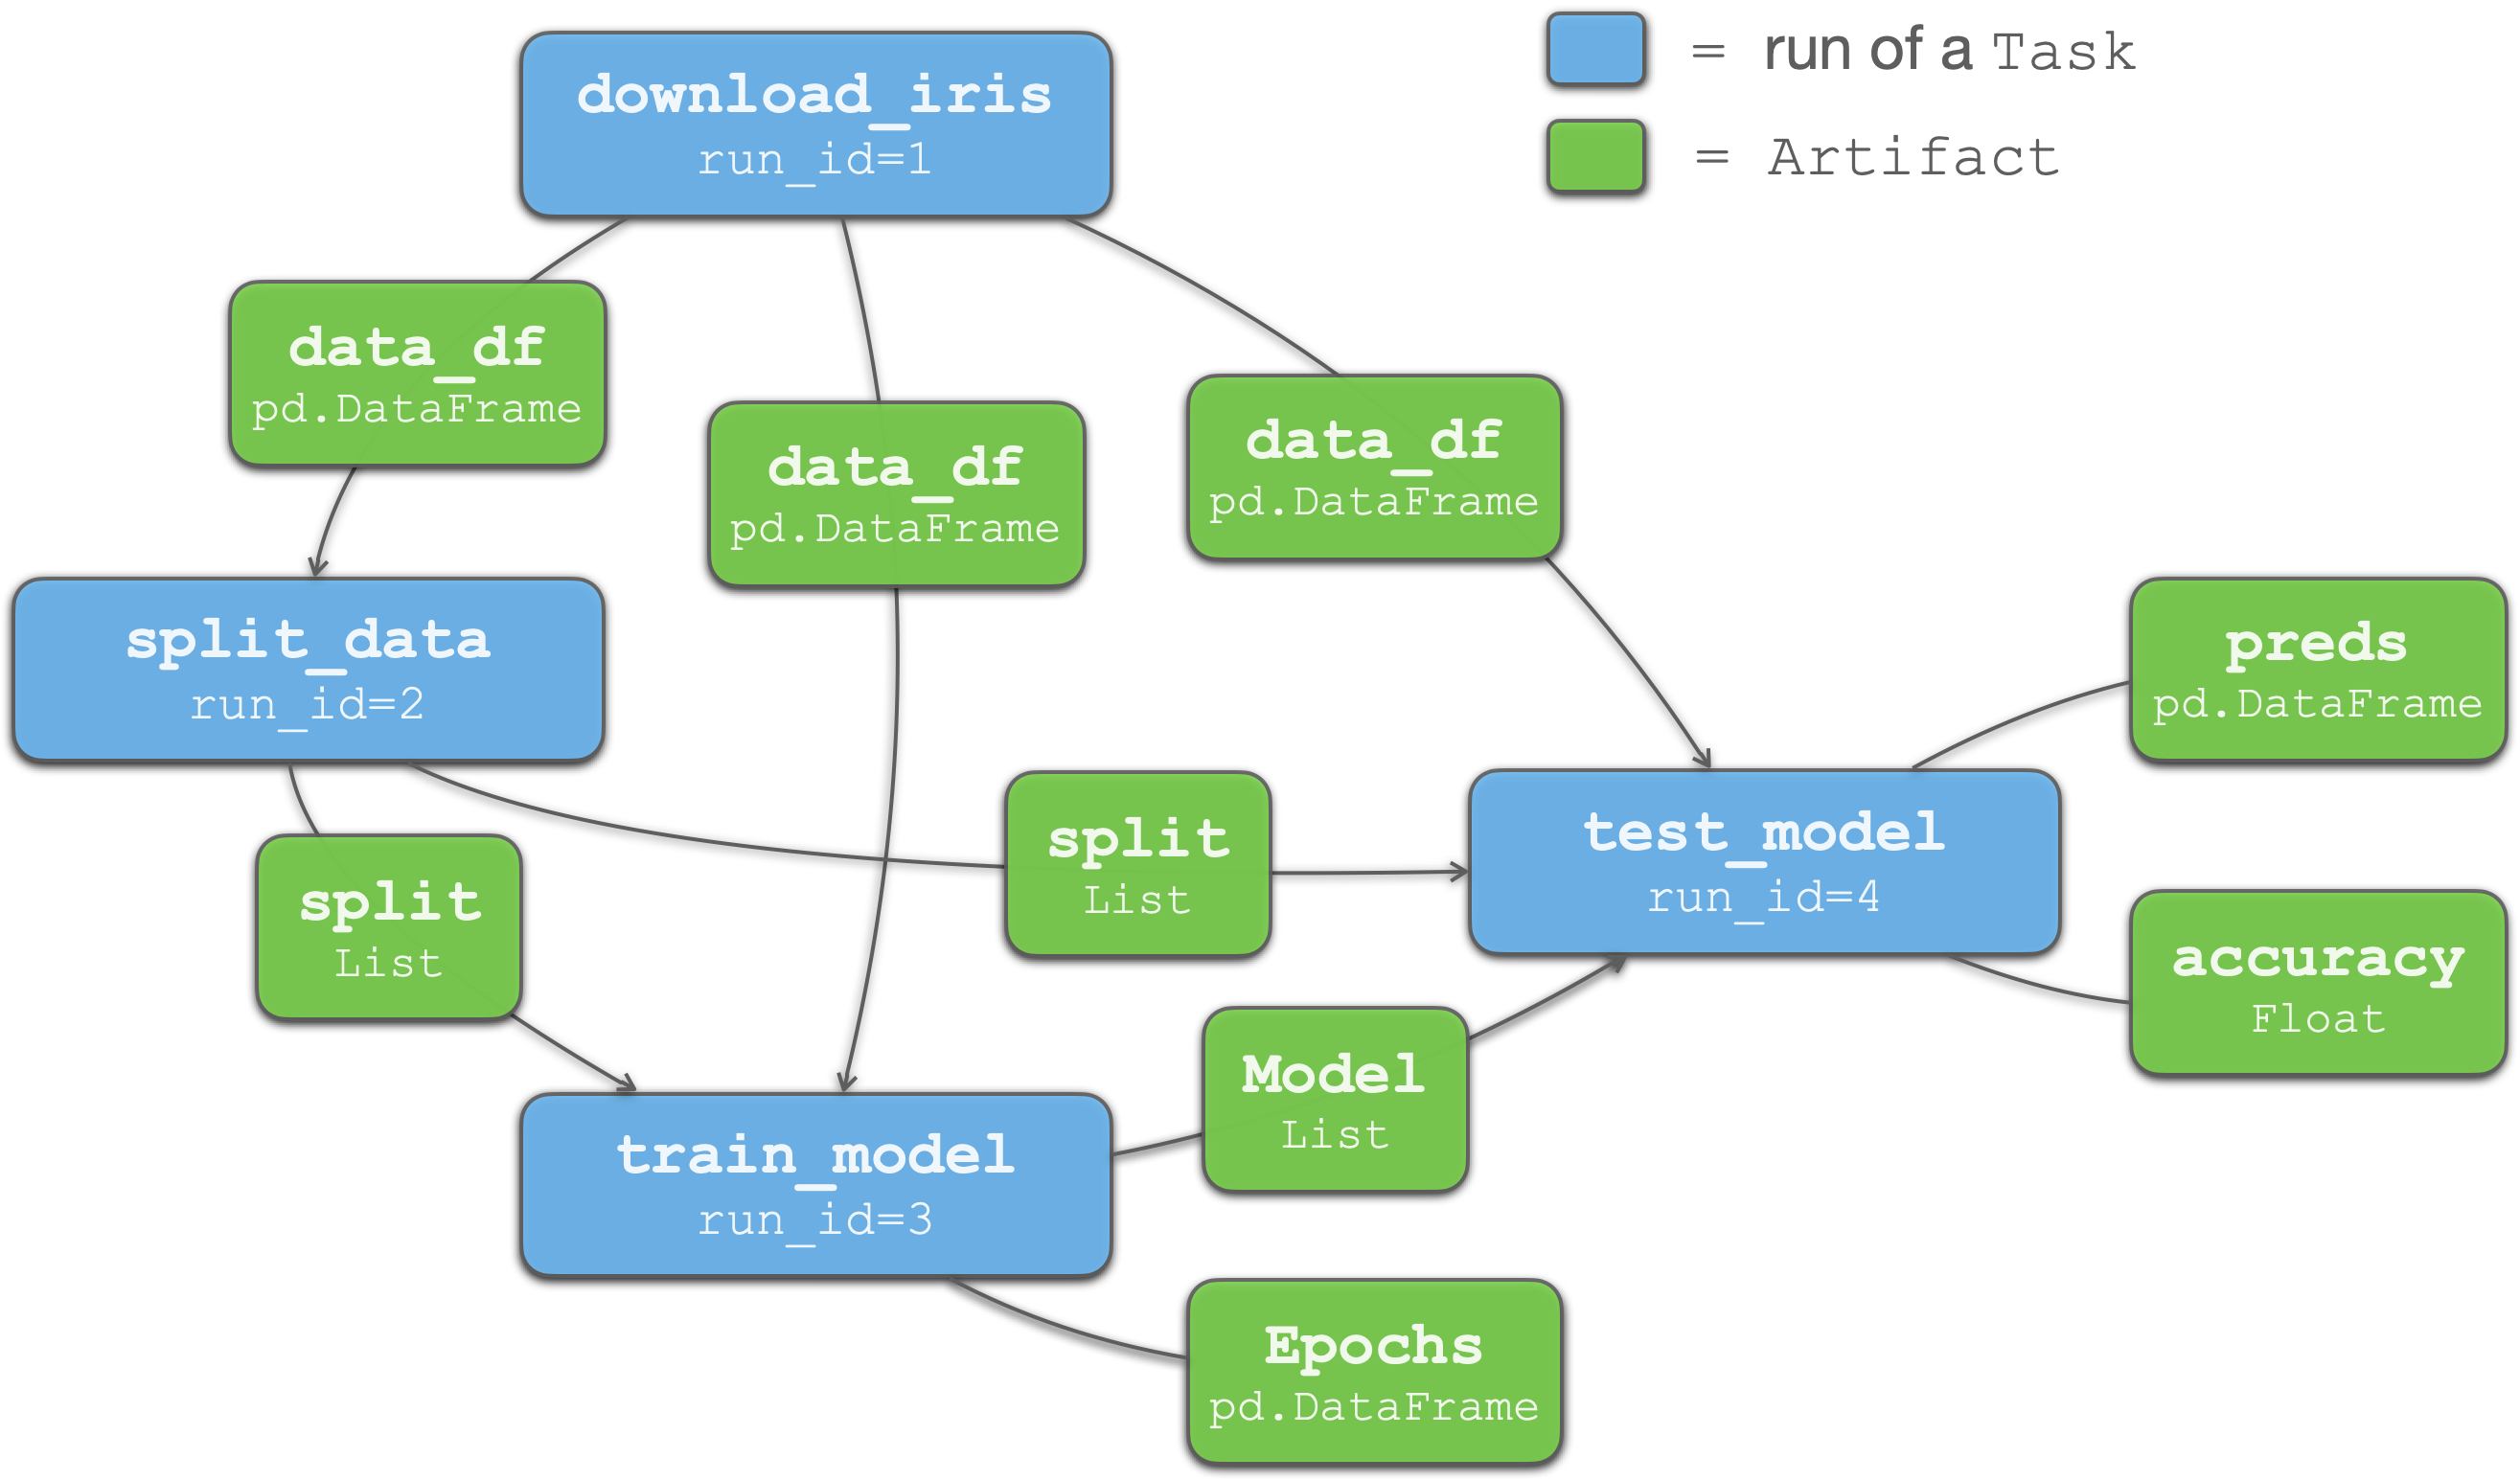 download_iris
run_id=1
= run of a Task
= Artifact
data_df
pd.DataFrame
data_df
pd.DataFrame
data_df
pd.DataFrame
split_data
run_id=2
preds
pd.DataFrame
split
List
split
List
test_model
run_id=4
accuracy
Float
Model
List
train_model
run_id=3
Epochs
pd.DataFrame